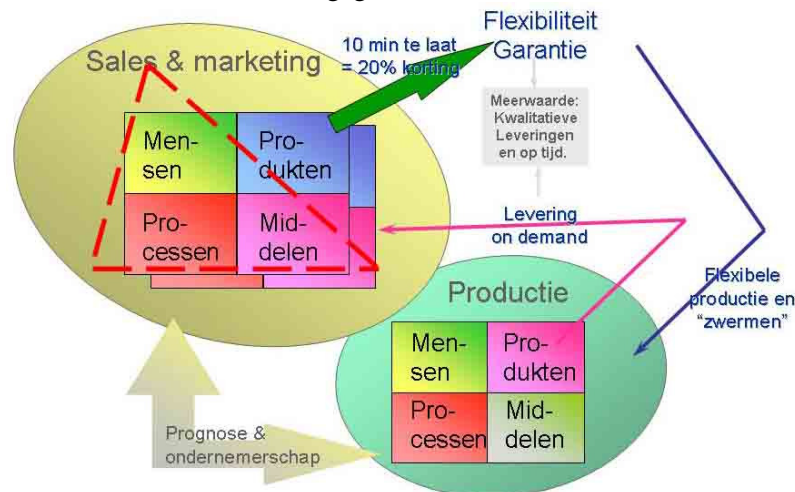 Sales & marketing
10 min te laat
= 20% korting
Flexibiliteit
Garantie
Meerwaarde:
Kwalitatieve
Leveringen
en op tijd.
Men-
sen
Pro-
dukten
Pro-
cessen
Mid-
delen
Levering
on demand
Flexibele
productie en
“zwermen”
Productie
Men-
sen
Pro-
dukten
Pro-
cessen
Mid-
delen
Prognose &
ondernemerschap